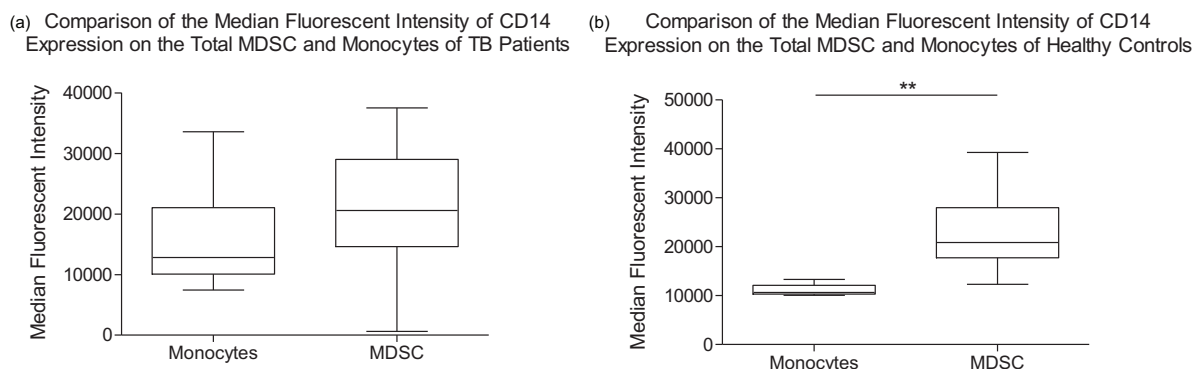 (a) Comparison of the Median Fluorescent Intensity of CD14
Expression on the Total MDSC and Monocytes of TB Patients
Median Fluorescent Intensity
40000
30000
20000
10000
0
Monocytes
MDSC
(b) Comparison of the Median Fluorescent Intensity of CD14
Expression on the Total MDSC and Monocytes of Healthy Controls
Median Fluorescent Intensity
**
50000
40000
30000
20000
10000
0
Monocytes
MDSC